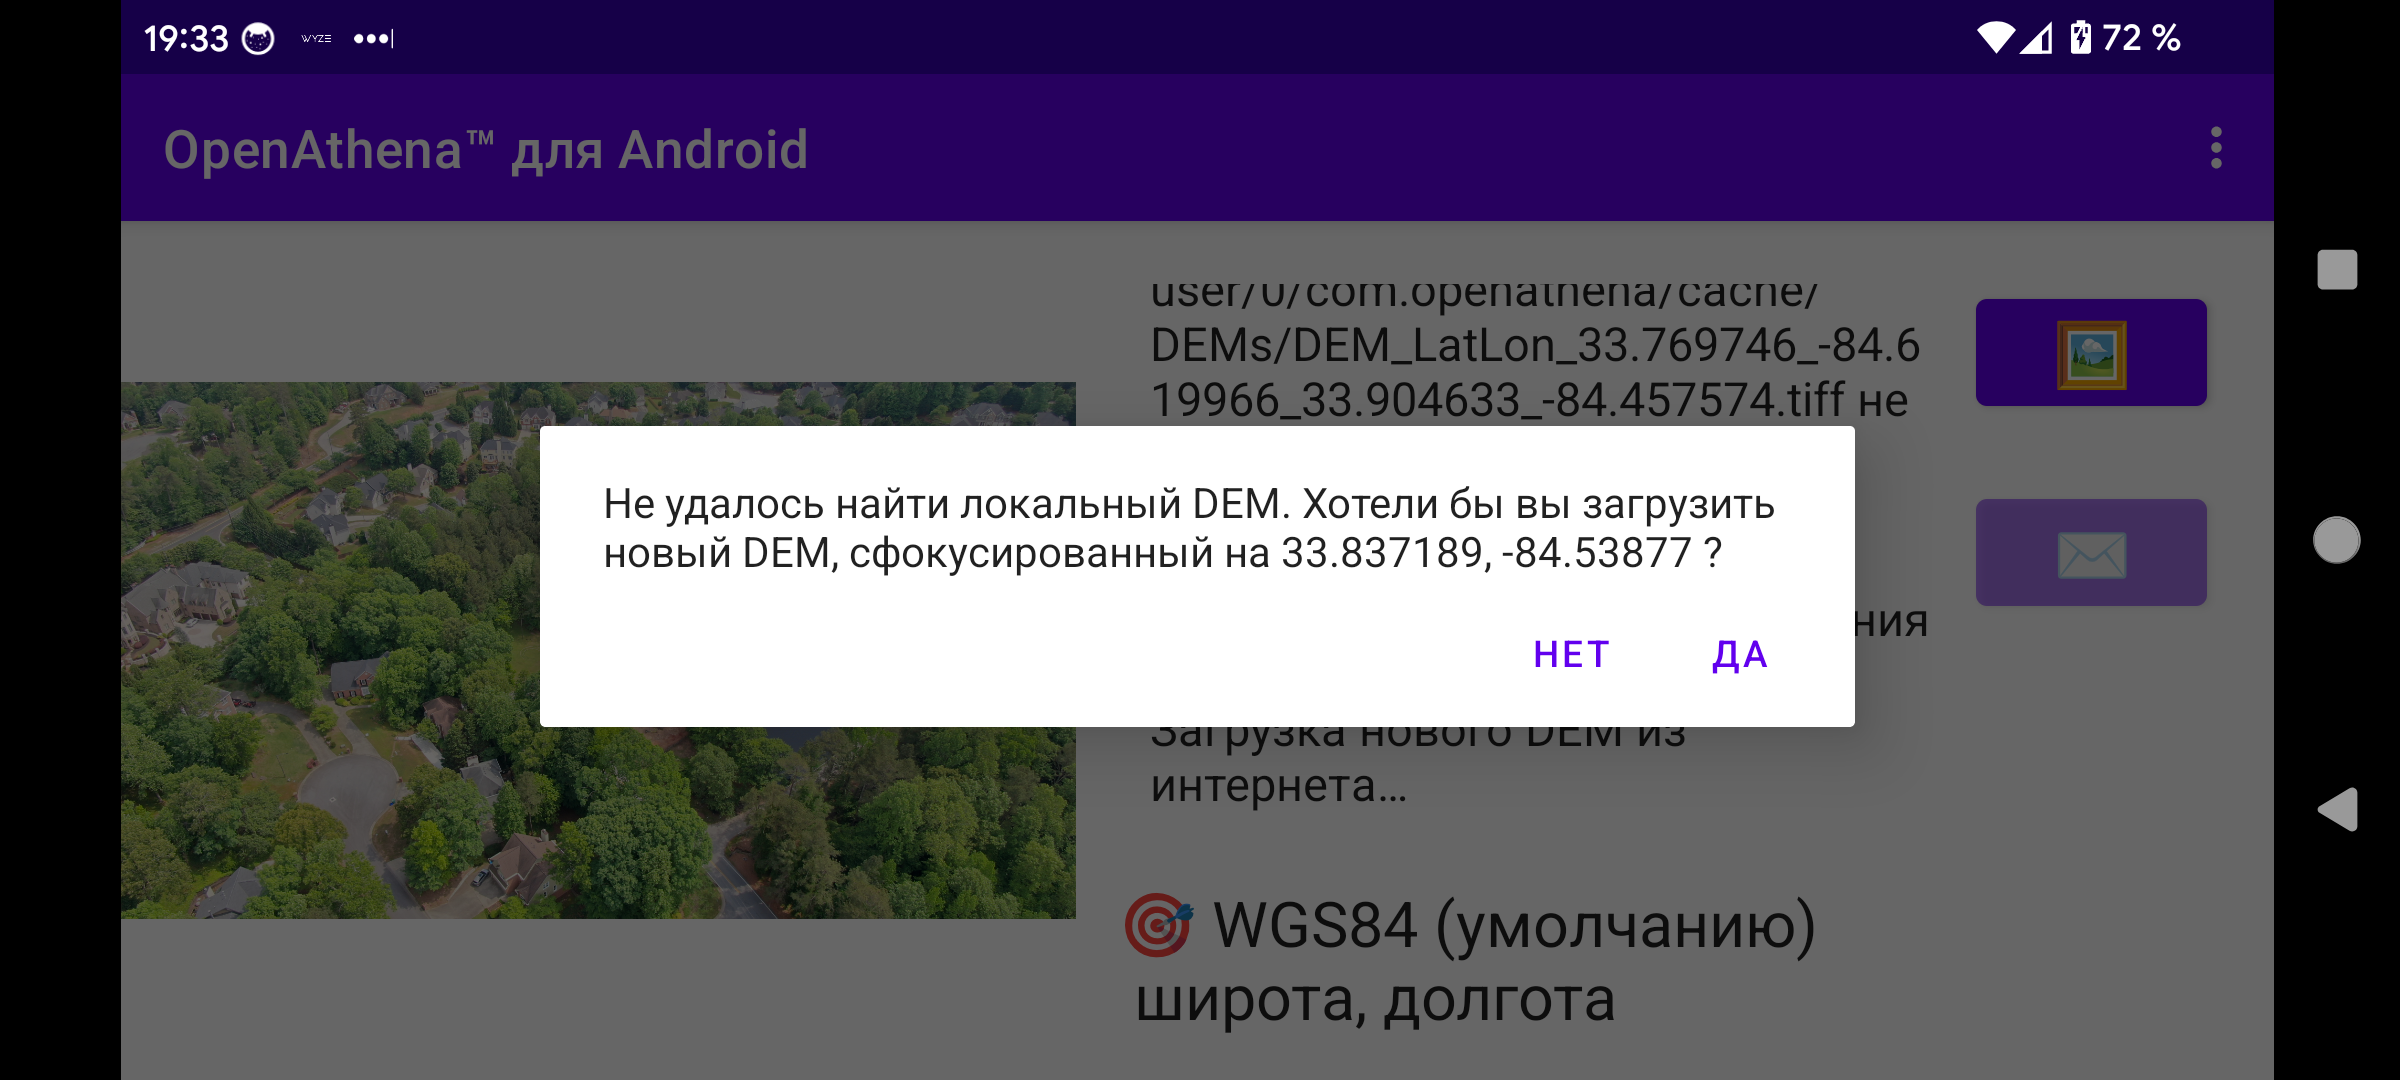 19:33 WYZE 72 %
OpenAthena™ для Android
user/0/com.openathena/cache/
DEMs/DEM_LatLon_33.769746_-84.6
19966_33.904633_-84.457574.tiff не
Не удалось найти локальный DEM. Хотели бы вы загрузить
новый DEM, сфокусированный на 33.837189, -84.53877 ?
ния
НЕТ ДА
Загрузка нового DEM из
интернета…
🎯 WGS84 (умолчанию)
широта, долгота